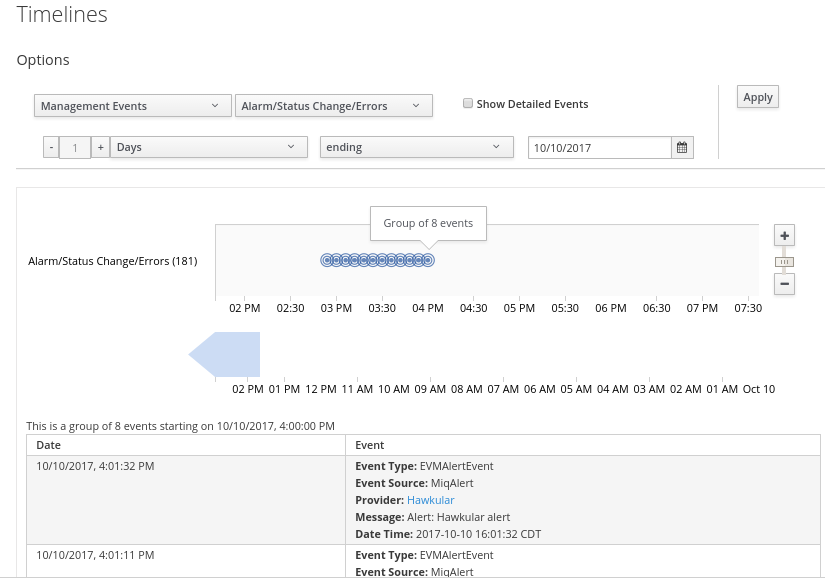 Timelines
Options
Management Events Alarm/Status Change/Errors Show Detailed Events Apply
- 1 + Days ending 10/10/2017
Group of 8 events
+
Alarm/Status Change/Errors (181)
−
02 PM 02:30 03 PM 03:30 04 PM 04:30 05 PM 05:30 06 PM 06:30 07 PM 07:30
02 PM 01 PM 12 PM 11 AM 10 AM 09 AM 08 AM 07 AM 06 AM 05 AM 04 AM 03 AM 02 AM 01 AM Oct 10
This is a group of 8 events starting on 10/10/2017, 4:00:00 PM
Date Event
10/10/2017, 4:01:32 PM Event Type: EVMAlertEvent
Event Source: MiqAlert
Provider: Hawkular
Message: Alert: Hawkular alert
Date Time: 2017-10-10 16:01:32 CDT
10/10/2017, 4:01:11 PM Event Type: EVMAlertEvent
Event Source: MiqAlert